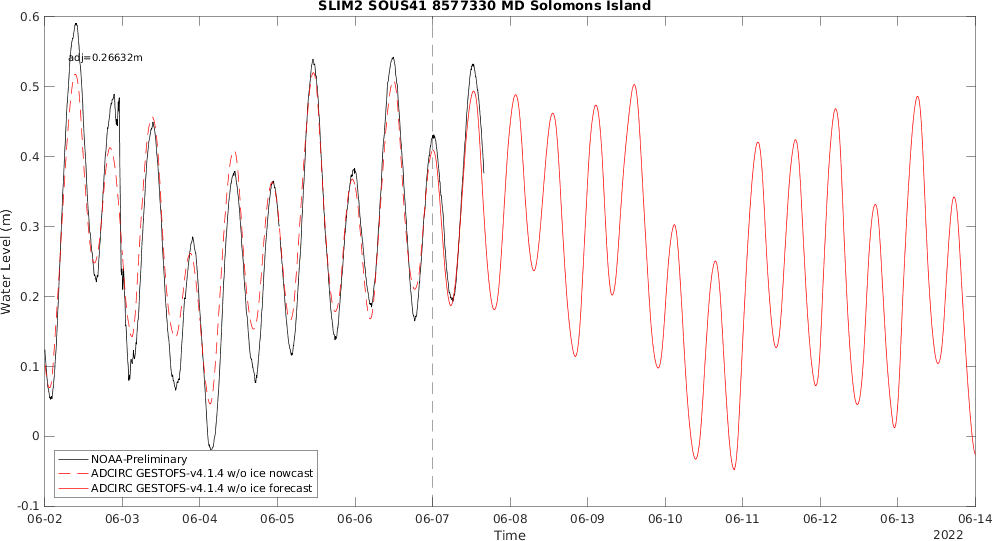 SLIM2 SOUS41 8577330 MD Solomons Island
adj=0.26632m
Water Level (m)
0.6
0.5
0.4
0.3
0.2
0.1
0
-0.1
NOAA-Preliminary
ADCIRC GESTOFS-v4.1.4 w/o ice nowcast
ADCIRC GESTOFS-v4.1.4 w/o ice forecast
06-02 06-03 06-04 06-05 06-06 06-07 06-08 06-09 06-10 06-11 06-12 06-13 06-14
Time
2022